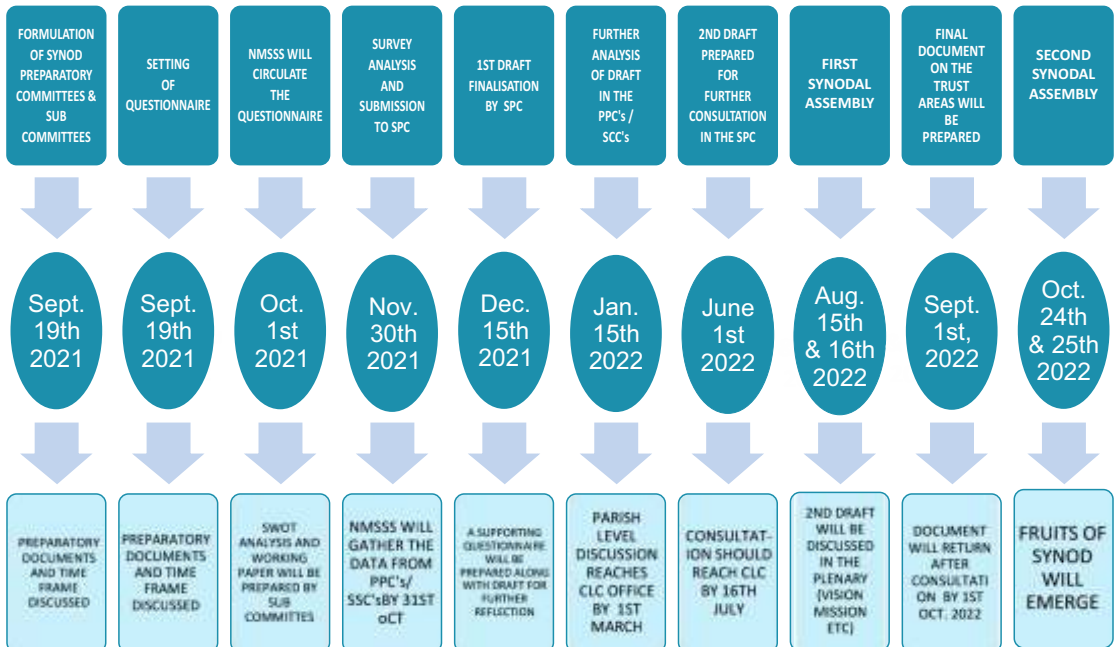 FORMULATION
OF SYNOD
PREPARATORY
COMMITTEES &
SUB
COMMITTEES
SETTING
OF
QUESTIONNAIRE
NMSSS WILL
CIRCULATE
THE
QUESTIONNAIRE
SURVEY
ANALYSIS
AND
SUBMISSION
TO SPC
1ST DRAFT
FINALISATION
BY SPC
FURTHER
ANALYSIS
OF DRAFT
IN THE
PPC's /
SCC's
2ND DRAFT
PREPARED
FOR
FURTHER
CONSULTATION
IN THE SPC
FIRST
SYNODAL
ASSEMBLY
FINAL
DOCUMENT
ON THE
TRUST
AREAS WILL
BE
PREPARED
SECOND
SYNODAL
ASSEMBLY
Sept.
19th
2021
Sept.
19th
2021
Oct.
1st
2021
Nov.
30th
2021
Dec.
15th
2021
Jan.
15th
2022
June
1st
2022
Aug.
15th
& 16th
2022
Sept.
1st,
2022
Oct.
24th
& 25th
2022
PREPARATORY
DOCUMENTS
AND TIME
FRAME
DISCUSSED
PREPARATORY
DOCUMENTS
AND TIME
FRAME
DISCUSSED
SWOT
ANALYSIS AND
WORKING
PAPER WILL BE
PREPARED BY
SUB
COMMITTES
NMSSS WILL
GATHER THE
DATA FROM
PPC's/
SSC'sBY 31ST
oCT
A SUPPORTING
QUESTIONNAIRE
WILL BE
PREPARED ALONG
WITH DRAFT FOR
FURTHER
REFLECTION
PARISH
LEVEL
DISCUSSION
REACHES
CLC OFFICE
BY 1ST
MARCH
CONSULTAT-
ION SHOULD
REACH CLC
BY 16TH
JULY
2ND DRAFT
WILL BE
DISCUSSED
IN THE
PLENARY
(VISION
MISSION
ETC)
DOCUMENT
WILL RETURN
AFTER
CONSULTATI
ON BY 1ST
OCT. 2022
FRUITS OF
SYNOD
WILL
EMERGE